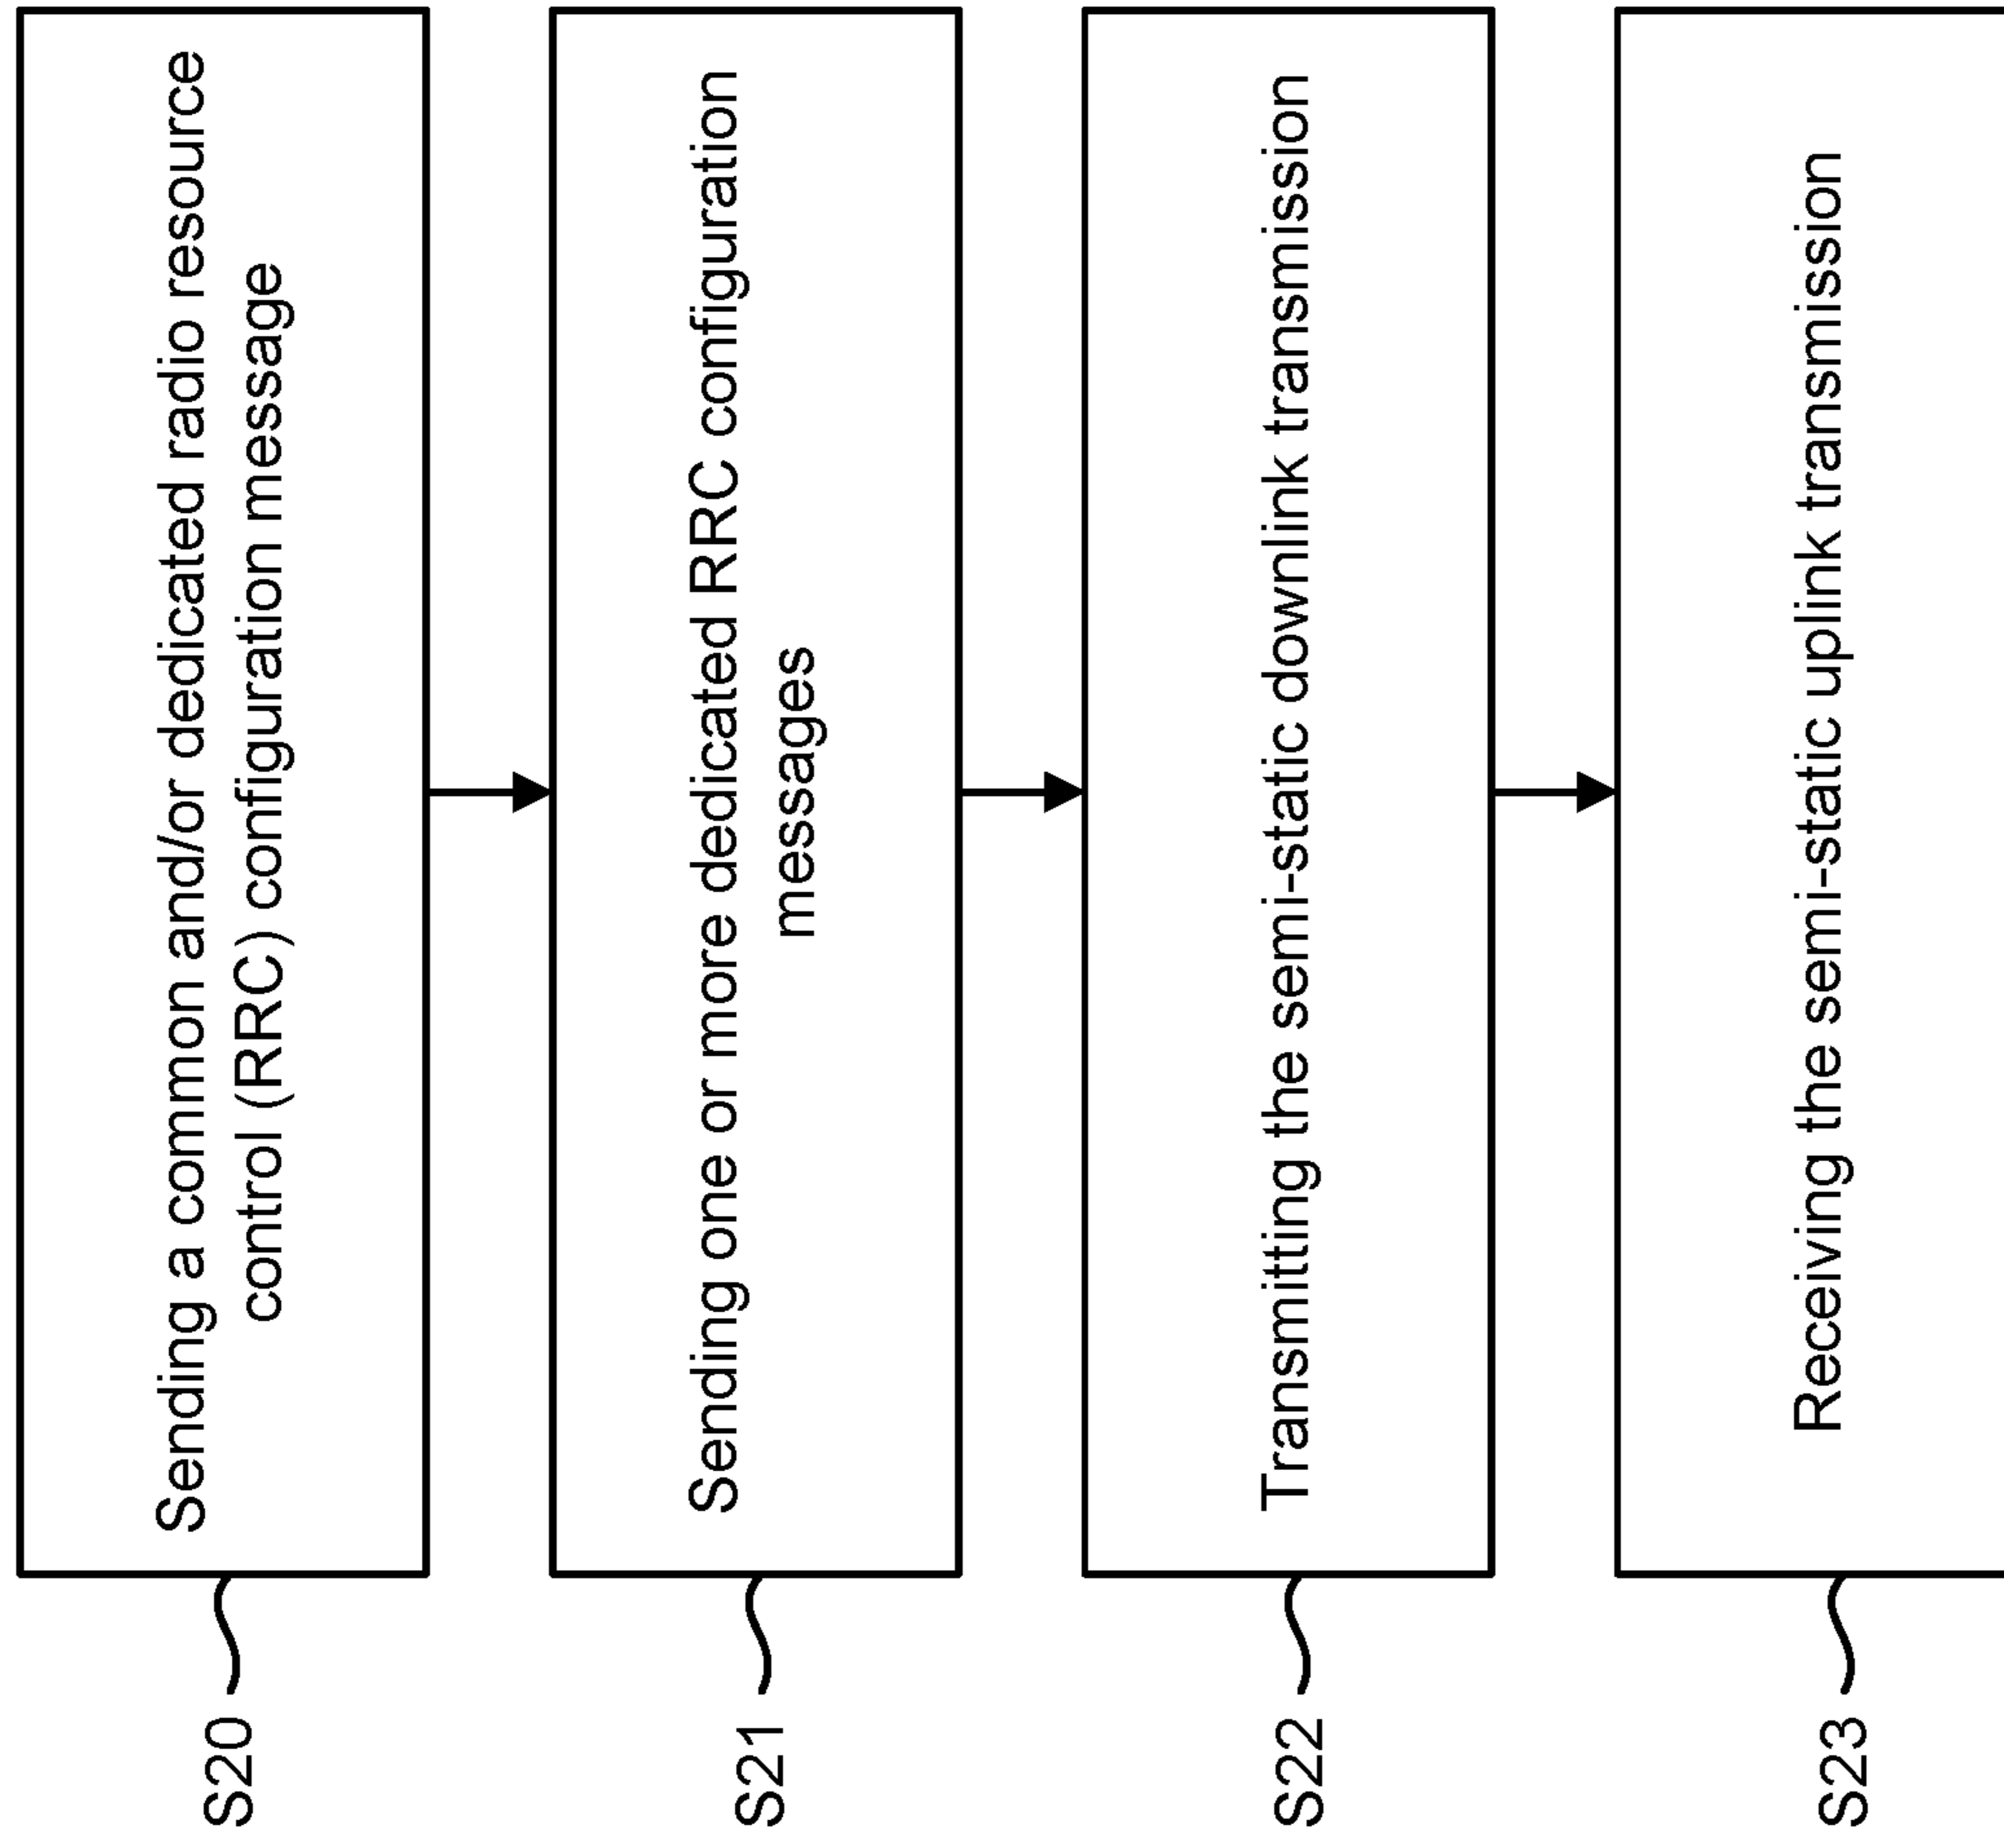 S20
Sending a common and/or dedicated radio resource
control (RRC) configuration message
S21
Sending one or more dedicated RRC configuration
messages
S22
Transmitting the semi-static downlink transmission
S23
Receiving the semi-static uplink transmission